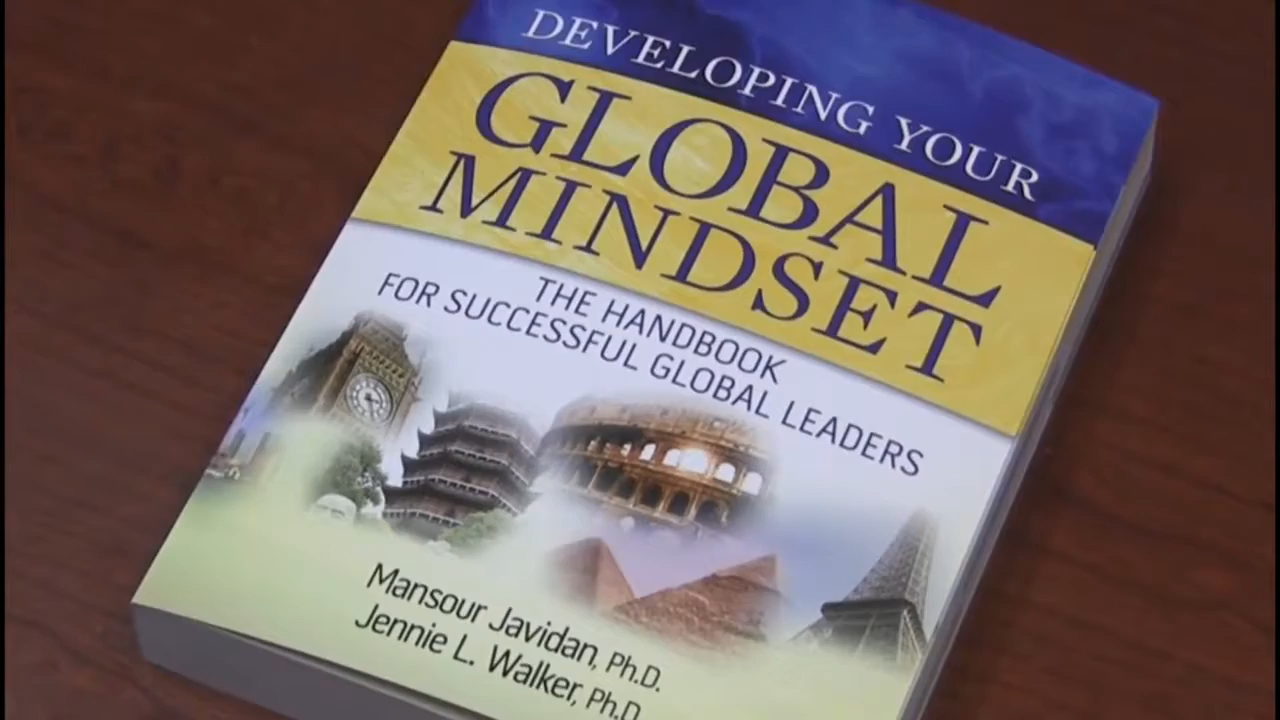 DEVELOPING YOUR
GLOBAL
MINDSET
THE HANDBOOK
FOR SUCCESSFUL GLOBAL LEADERS
Mansour Javidan, Ph.D.
Jennie L. Walker, Ph.D.